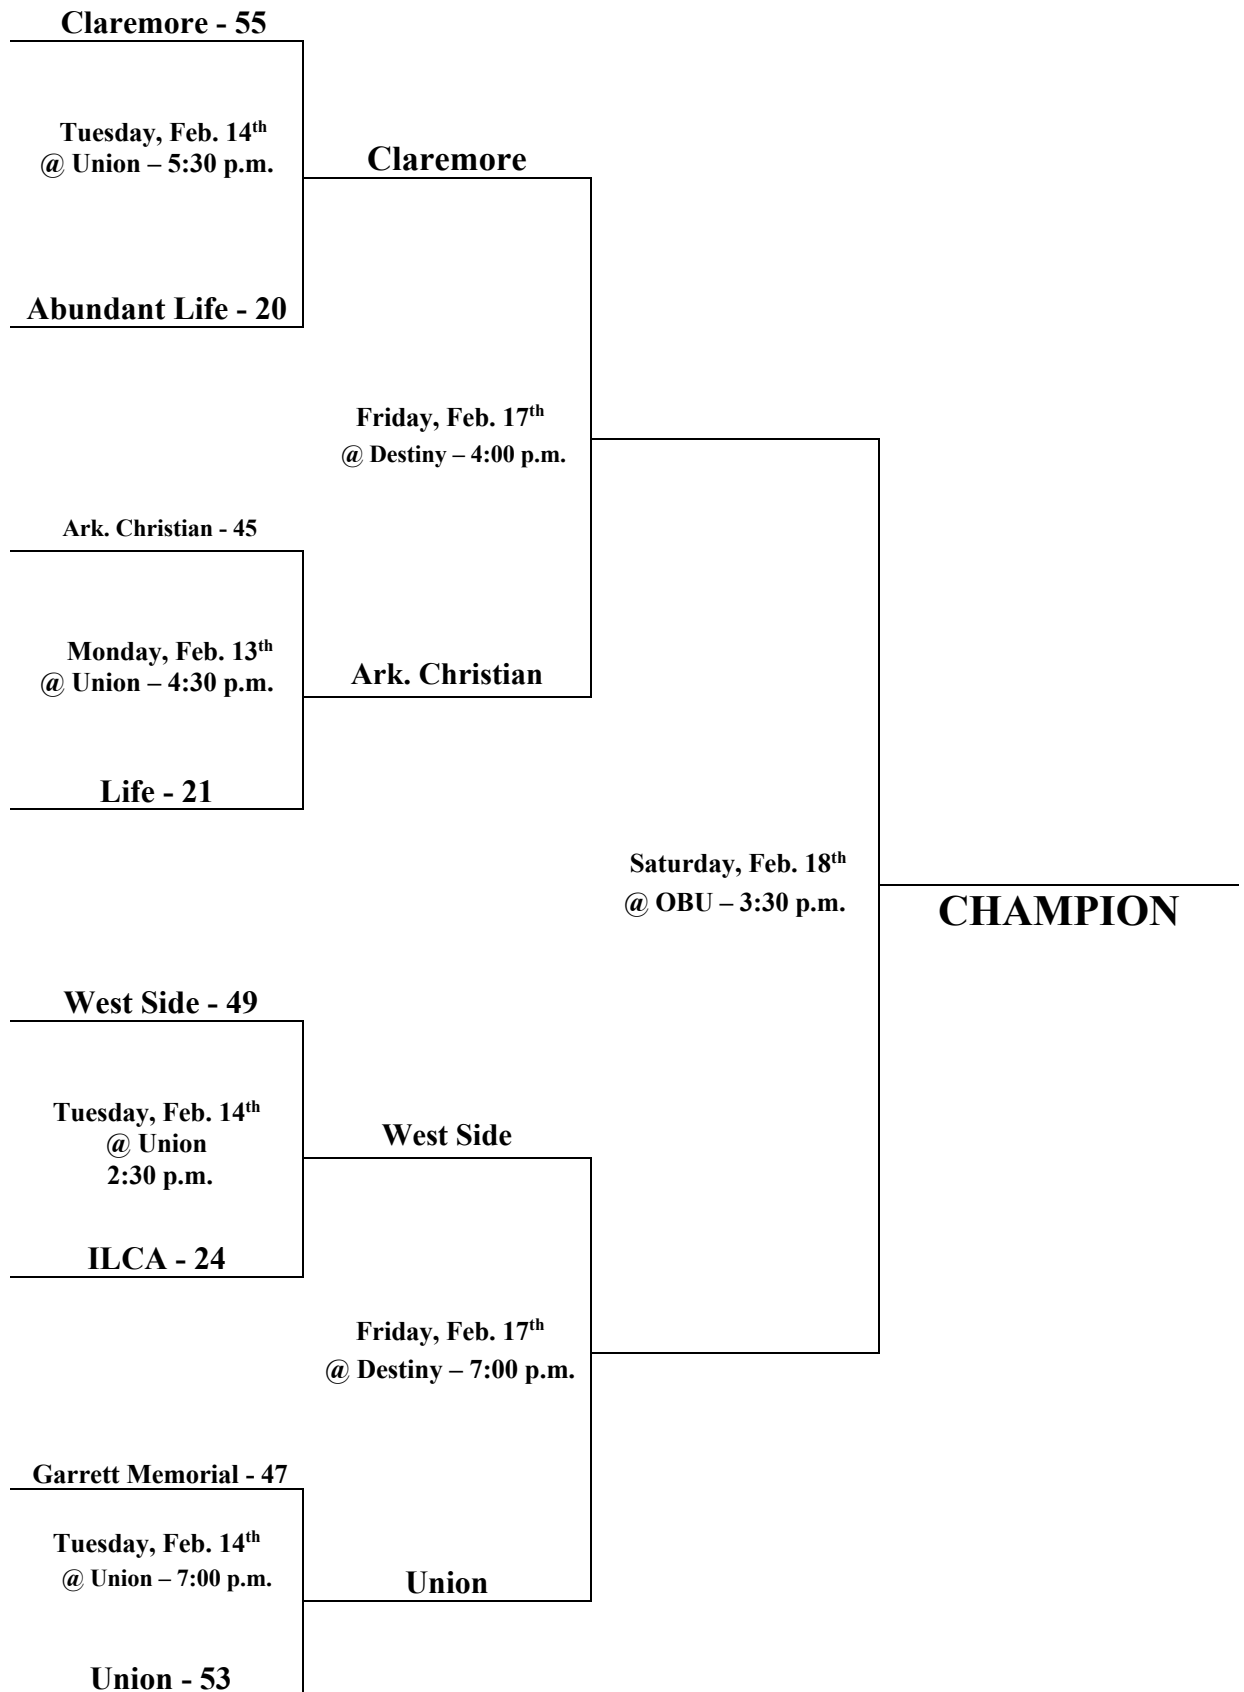 Claremore - 55
Tuesday, Feb. 14th
@ Union – 5:30 p.m.
Claremore
Abundant Life - 20
Friday, Feb. 17th
@ Destiny – 4:00 p.m.
Ark. Christian - 45
Monday, Feb. 13th
@ Union – 4:30 p.m.
Ark. Christian
Life - 21
Saturday, Feb. 18th
@ OBU – 3:30 p.m.
CHAMPION
West Side - 49
Tuesday, Feb. 14th
@ Union
2:30 p.m.
West Side
ILCA - 24
Friday, Feb. 17th
@ Destiny – 7:00 p.m.
Garrett Memorial - 47
Tuesday, Feb. 14th
@ Union – 7:00 p.m.
Union
Union - 53